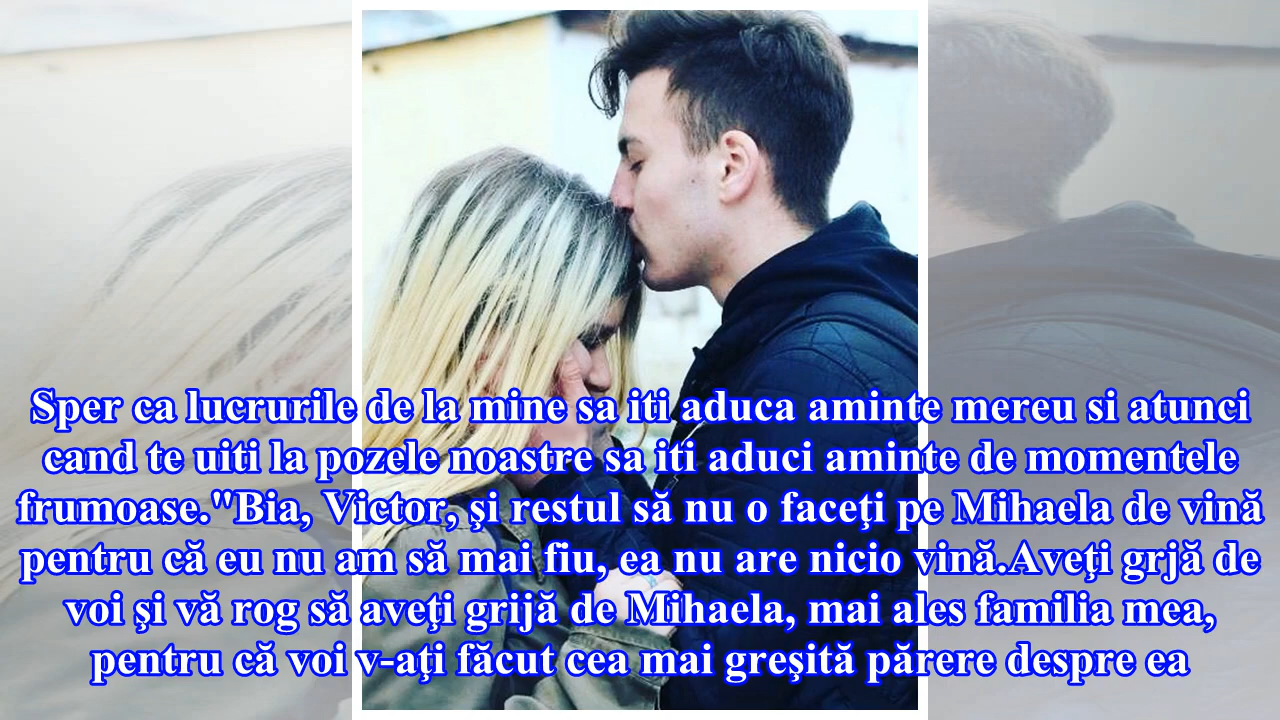 Sper ca lucrurile de la mine sa iti aduca aminte mereu si atunci
cand te uiti la pozele noastre sa iti aduci aminte de momentele
frumoase."Bia, Victor, şi restul să nu o faceţi pe Mihaela de vină
pentru că eu nu am să mai fiu, ea nu are nicio vină.Aveţi grjă de
voi şi vă rog să aveţi grijă de Mihaela, mai ales familia mea,
pentru că voi v-aţi făcut cea mai greşită părere despre ea